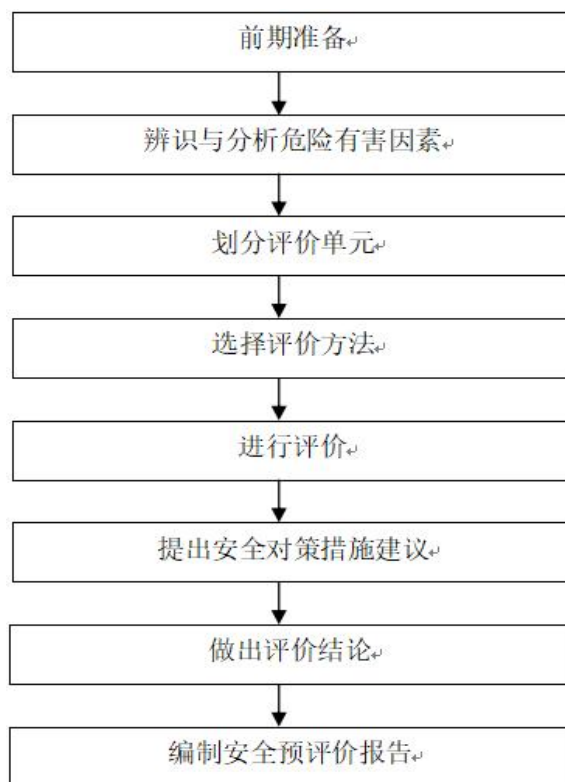 前期准备
辨识与分析危险有害因素
划分评价单元
选择评价方法
进行评价
提出安全对策措施建议
做出评价结论
编制安全预评价报告